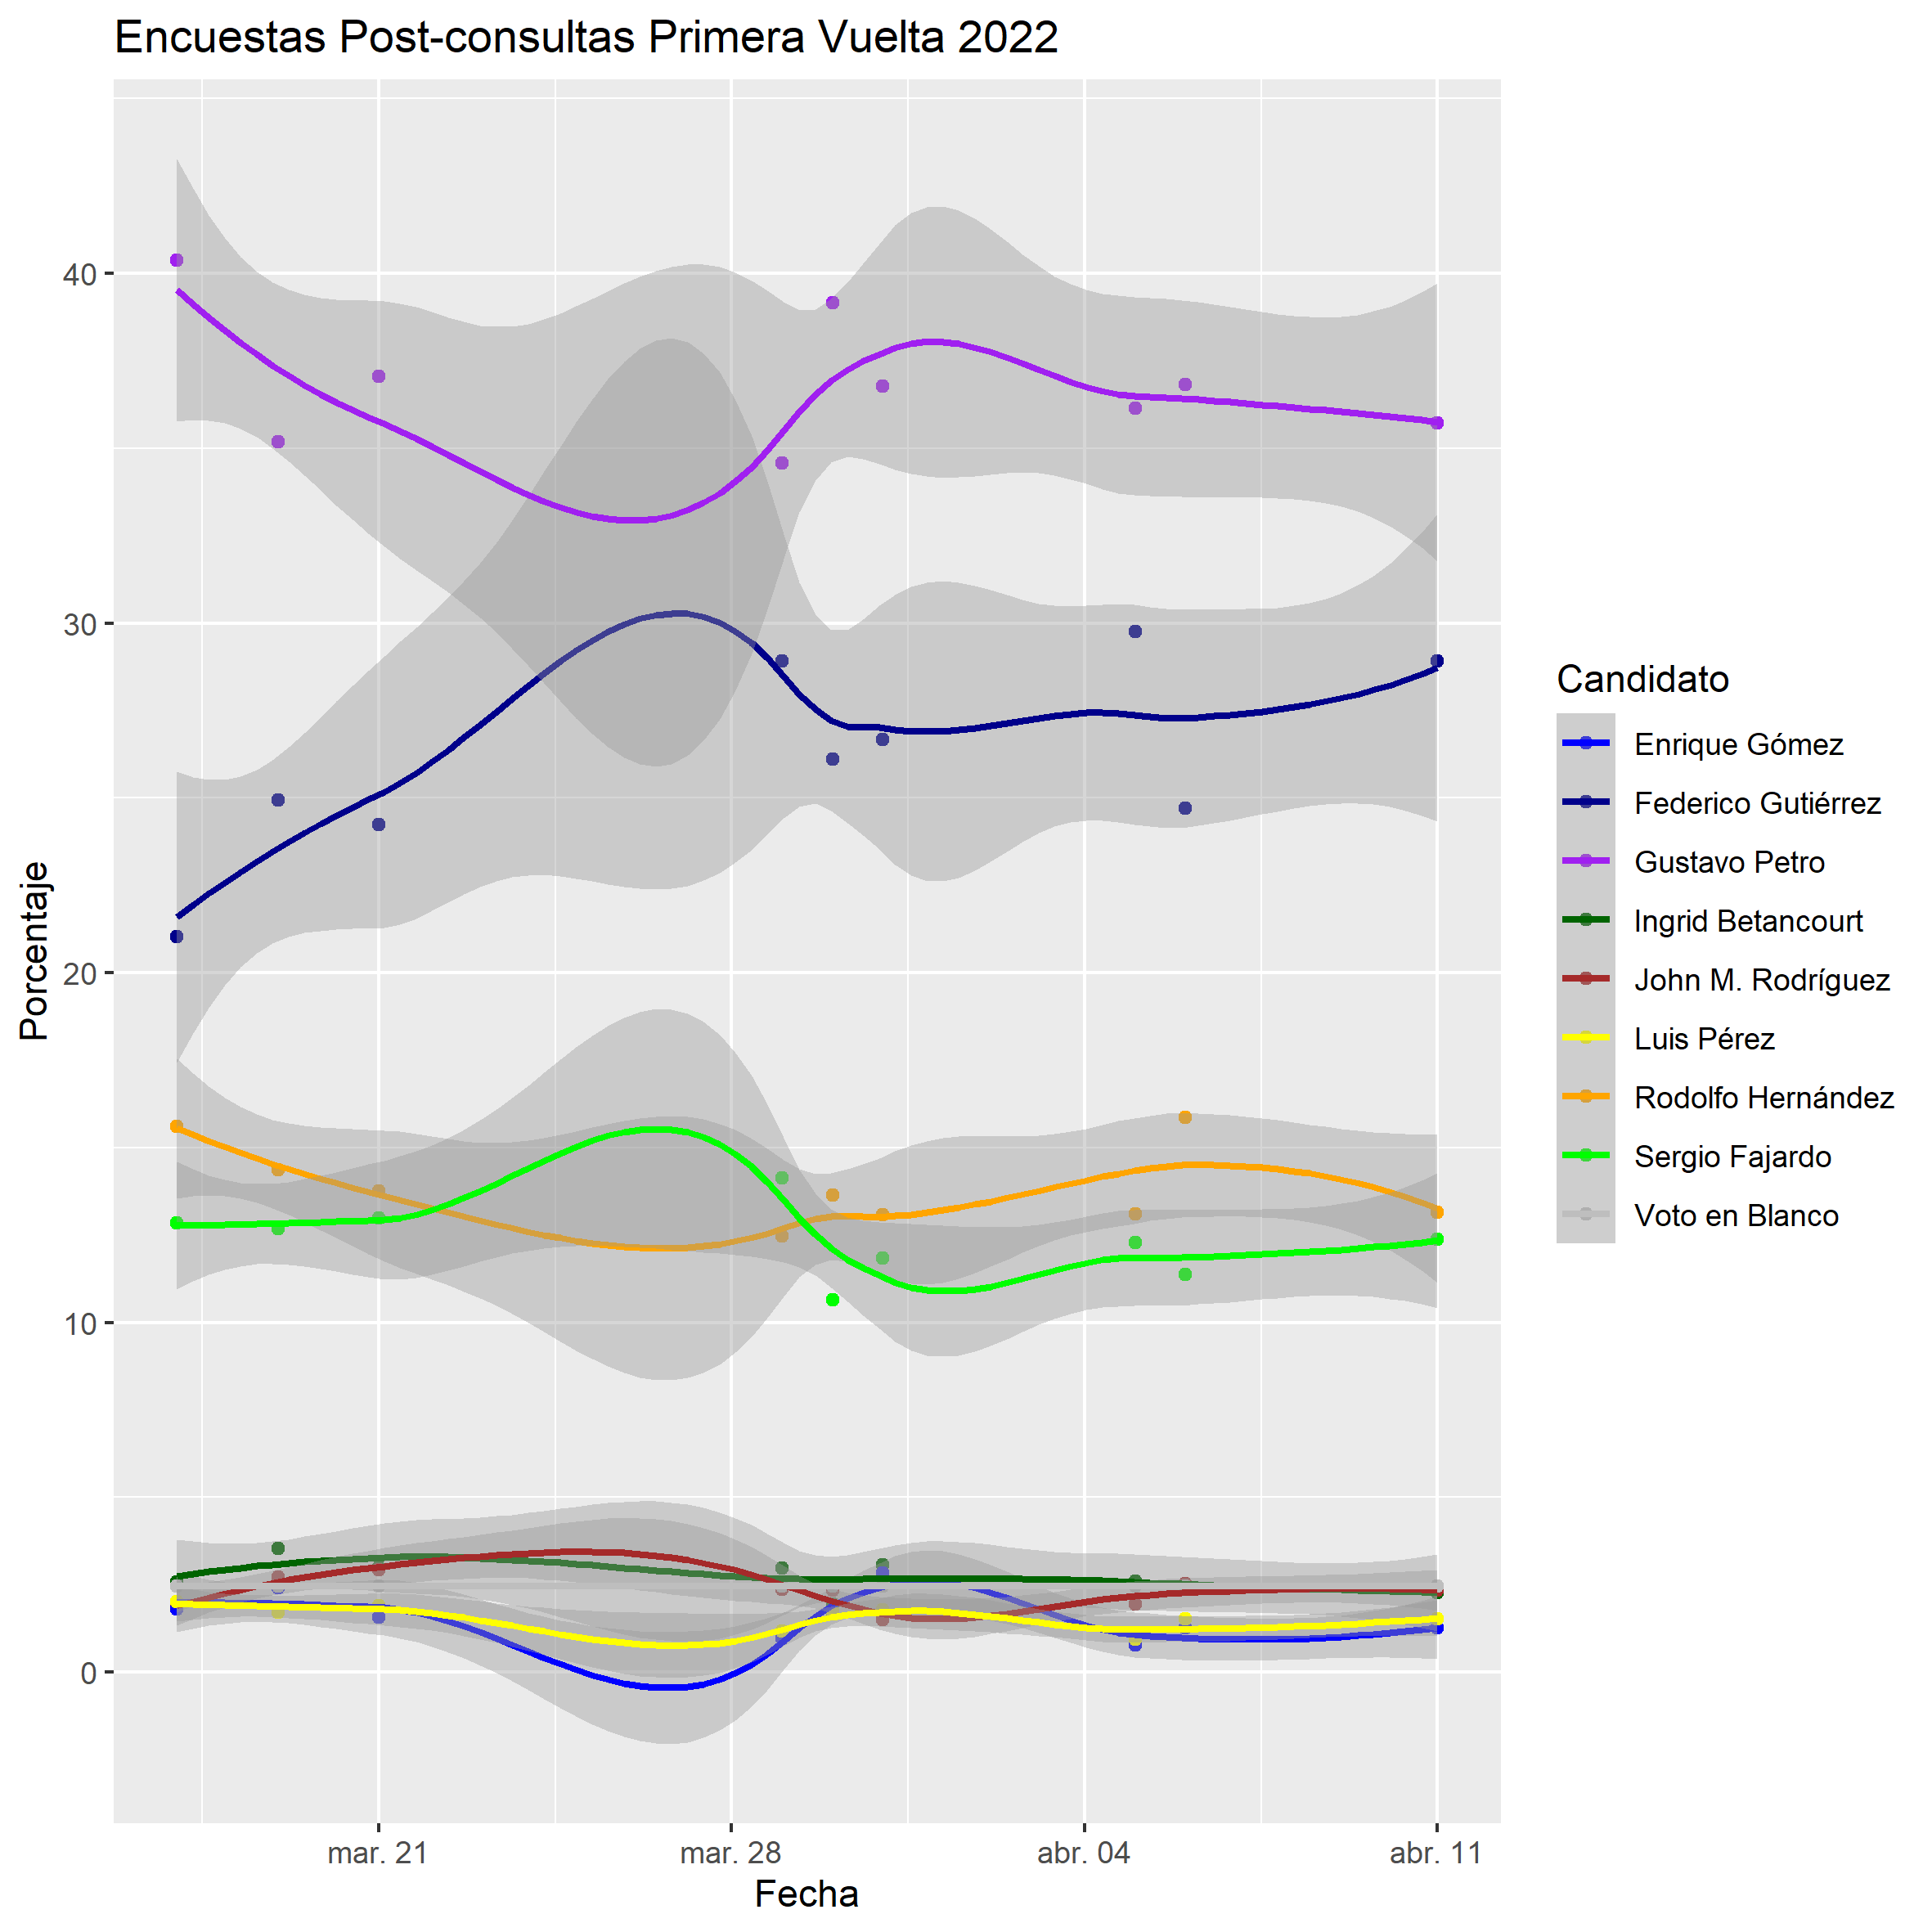 Encuestas Post-consultas Primera Vuelta 2022
Porcentaje
40
30
20
10
0
mar. 21
mar. 28
abr. 04
abr. 11
Fecha
Candidato
Enrique Gómez
Federico Gutiérrez
Gustavo Petro
Ingrid Betancourt
John M. Rodríguez
Luis Pérez
Rodolfo Hernández
Sergio Fajardo
Voto en Blanco